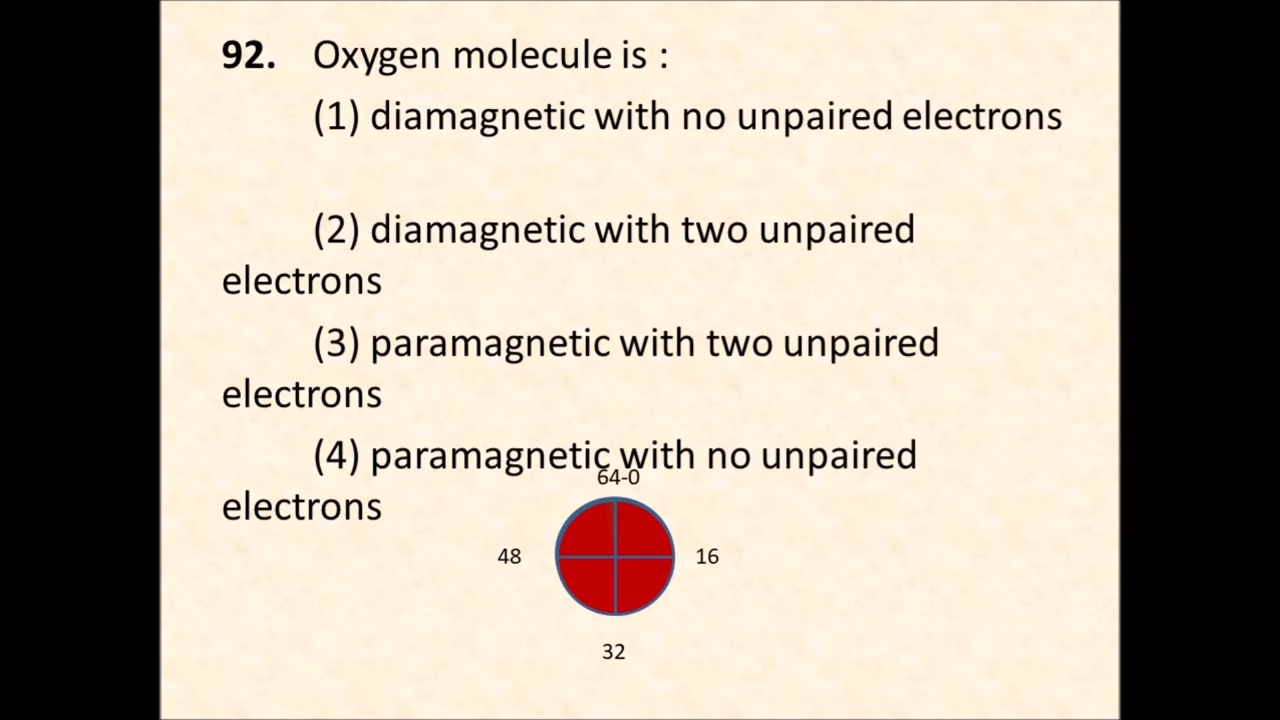 92. Oxygen molecule is :
(1) diamagnetic with no unpaired electrons
(2) diamagnetic with two unpaired
electrons
(3) paramagnetic with two unpaired
electrons
(4) paramagnetic with no unpaired
electrons
64-0
48
16
32